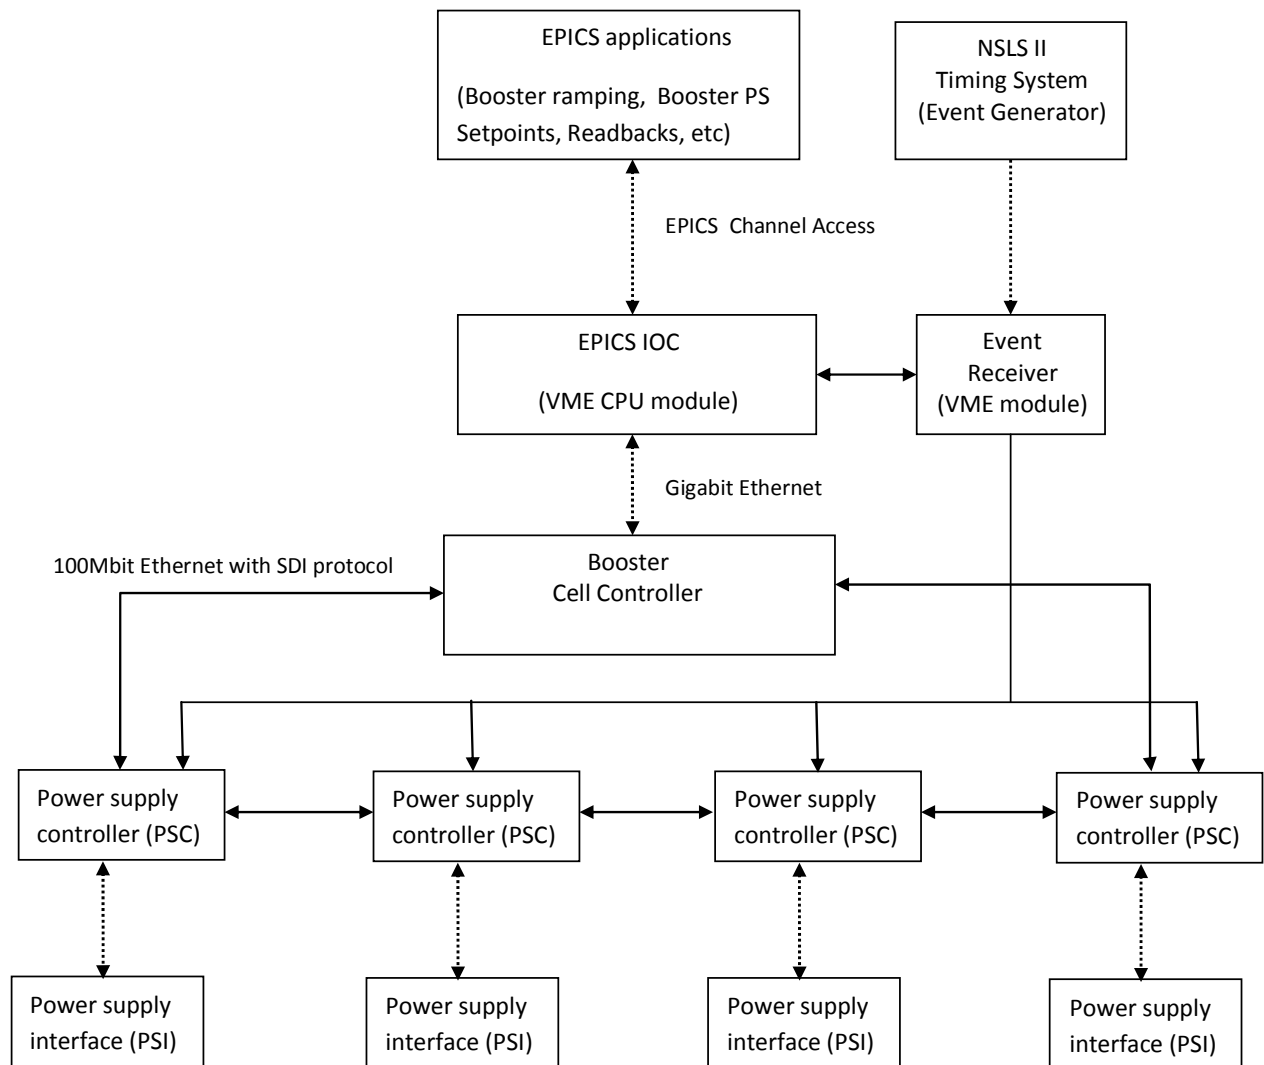 EPICS applications
(Booster ramping, Booster PS
Setpoints, Readbacks, etc)
NSLS II
Timing System
(Event Generator)
EPICS Channel Access
EPICS IOC
(VME CPU module)
Event
Receiver
(VME module)
Gigabit Ethernet
100Mbit Ethernet with SDI protocol
Booster
Cell Controller
Power supply
controller (PSC)
Power supply
controller (PSC)
Power supply
controller (PSC)
Power supply
controller (PSC)
Power supply
interface (PSI)
Power supply
interface (PSI)
Power supply
interface (PSI)
Power supply
interface (PSI)